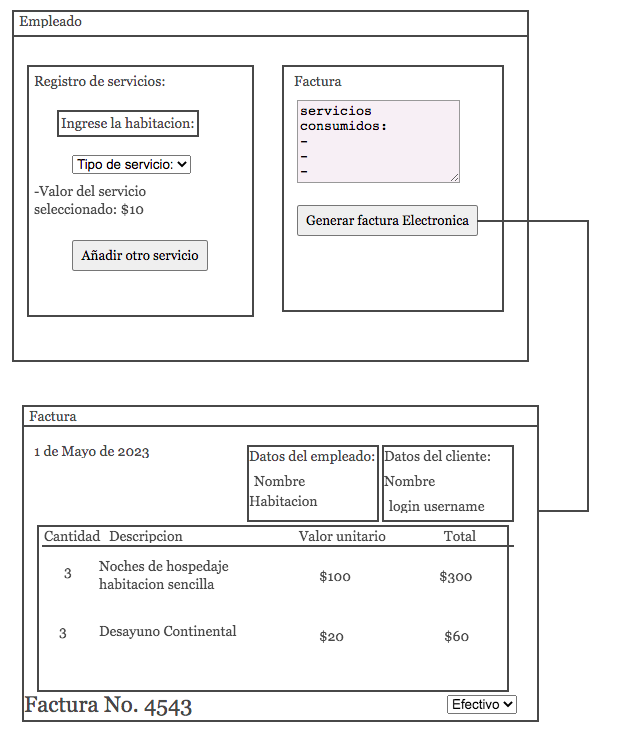 Empleado
Registro de servicios:
Ingrese la habitacion:
Tipo de servicio:
-Valor del servicio
seleccionado: $10
Añadir otro servicio
Factura
servicios
consumidos:
-
-
-
Generar factura Electronica
Factura
1 de Mayo de 2023
Datos del empleado:
Nombre
Habitacion
Datos del cliente:
Nombre
login username
Cantidad Descripcion Valor unitario Total
3 Noches de hospedaje
habitacion sencilla $100 $300
3 Desayuno Continental $20 $60
Factura No. 4543
Efectivo